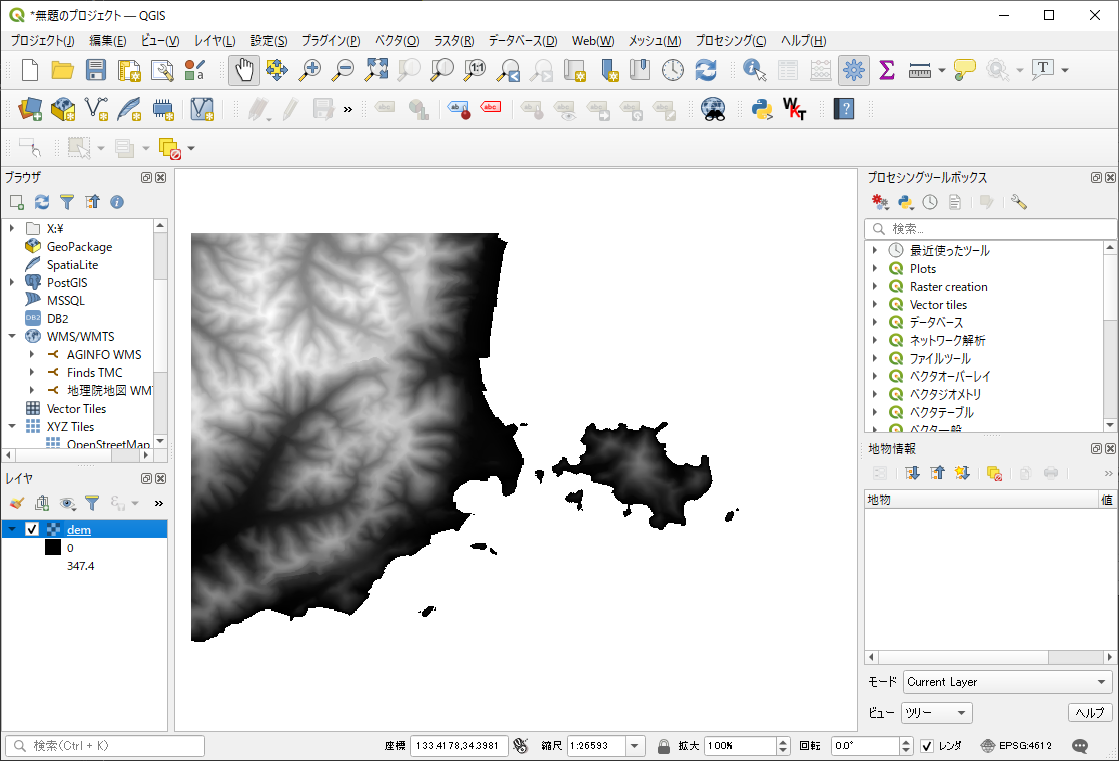 *無題のプロジェクト — QGIS
プロジェクト(J) 編集(E) ビュー(V) レイヤ(L) 設定(S) プラグイン(P) ベクタ(O) ラスタ(R) データベース(D) Web(W) メッシュ(M) プロセシング(C) ヘルプ(H)
ブラウザ
X:¥
GeoPackage
SpatiaLite
PostGIS
MSSQL
DB2
WMS/WMTS
AGINFO WMS
Finds TMC
地理院地図 WMT
Vector Tiles
XYZ Tiles
OpenStreetMap
レイヤ
dem
0
347.4
プロセシングツールボックス
検索...
最近使ったツール
Plots
Raster creation
Vector tiles
データベース
ネットワーク解析
ファイルツール
ベクタオーバーレイ
ベクタジオメトリ
ベクタテーブル
ベクタ一般
地物情報
地物 値
モード Current Layer
ビュー ツリー ヘルプ
検索(Ctrl + K) 座標 133.4178,34.3981 縮尺 1:26593 拡大 100% 回転 0.0° レンダ EPSG:4612